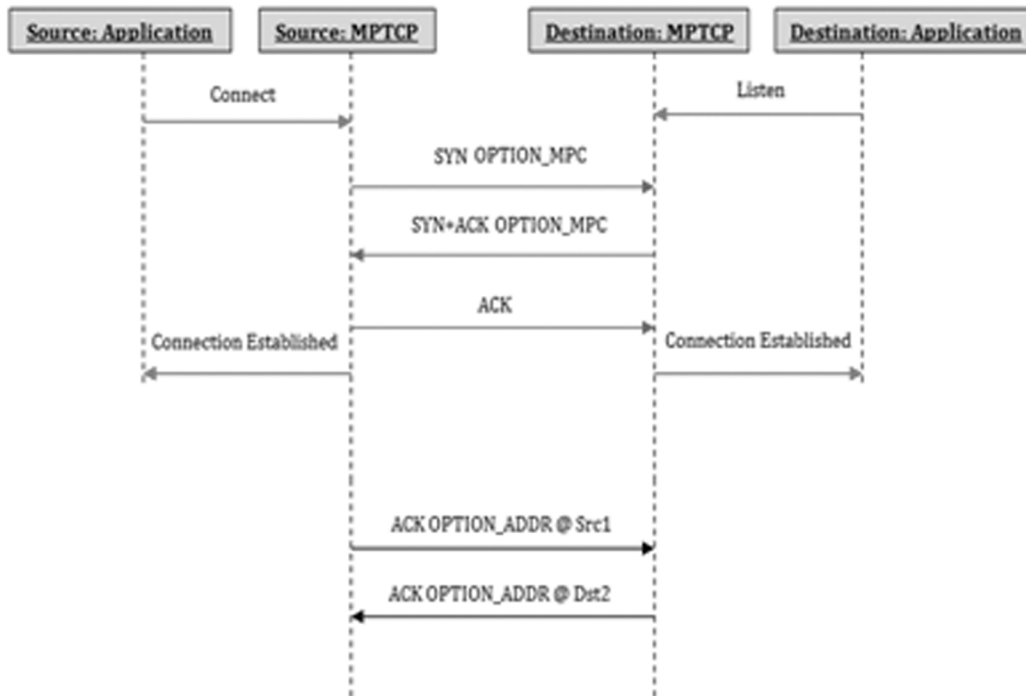 Source: Application
Source: MPTCP
Destination: MPTCP
Destination: Application
Connect
Listen
SYN OPTION_MPC
SYN+ACK OPTION_MPC
ACK
Connection Established
Connection Established
ACK OPTION_ADDR @ Src1
ACK OPTION_ADDR @ Dst2